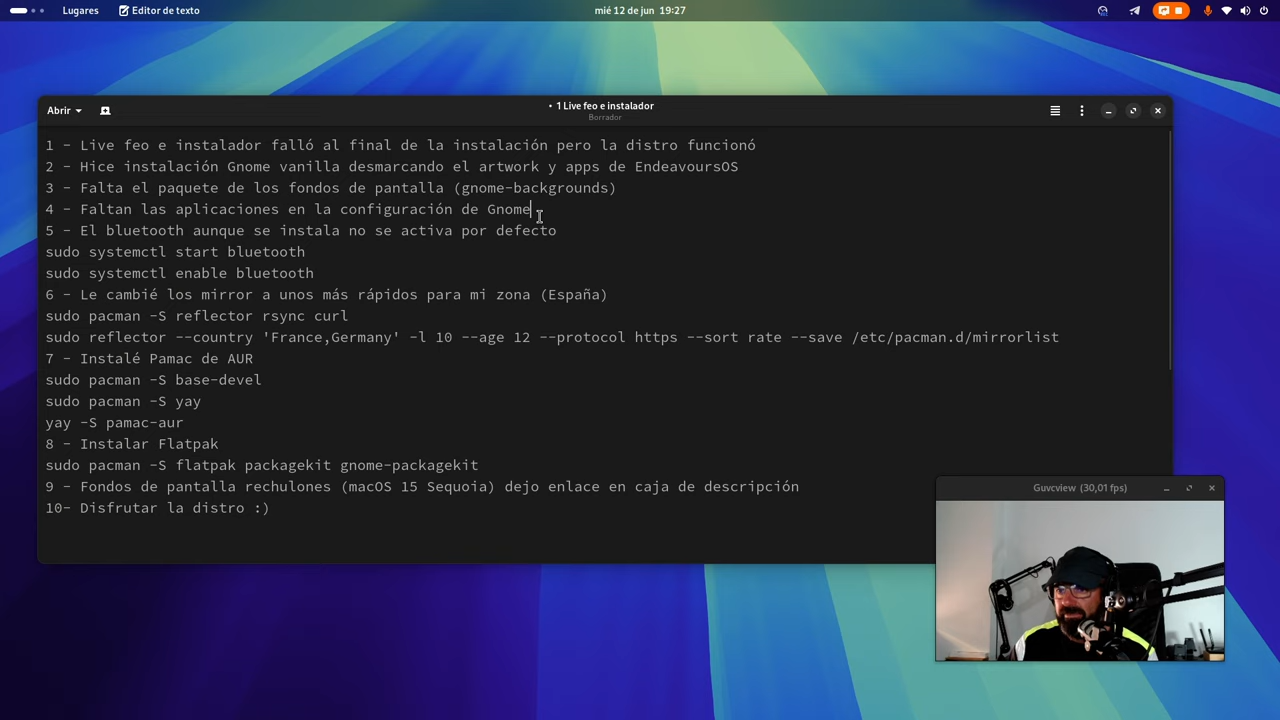 Lugares
Editor de texto
mié 12 de jun 19:27
Abrir
• 1 Live feo e instalador
Borrador
1 - Live feo e instalador falló al final de la instalación pero la distro funcionó
2 - Hice instalación Gnome vanilla desmarcando el artwork y apps de EndeavoursOS
3 - Falta el paquete de los fondos de pantalla (gnome-backgrounds)
4 - Faltan las aplicaciones en la configuración de Gnome
5 - El bluetooth aunque se instala no se activa por defecto
sudo systemctl start bluetooth
sudo systemctl enable bluetooth
6 - Le cambié los mirror a unos más rápidos para mi zona (España)
sudo pacman -S reflector rsync curl
sudo reflector --country 'France,Germany' -l 10 --age 12 --protocol https --sort rate --save /etc/pacman.d/mirrorlist
7 - Instalé Pamac de AUR
sudo pacman -S base-devel
sudo pacman -S yay
yay -S pamac-aur
8 - Instalar Flatpak
sudo pacman -S flatpak packagekit gnome-packagekit
9 - Fondos de pantalla rechulones (macOS 15 Sequoia) dejo enlace en caja de descripción
10- Disfrutar la distro :)
Guvcview (30,01 fps)